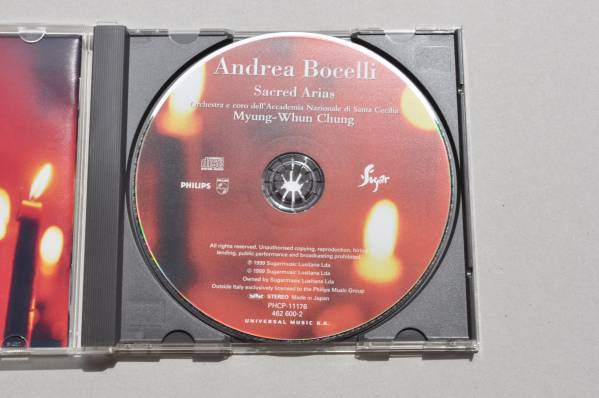 Andrea Bocelli
Sacred Arias
Orchestra e coro dell'Accademia Nazionale di Santa Cecilia
Myung-Whun Chung
PHILIPS
Sugar
All rights reserved. Unauthorised copying, reproduction, hiring
lending, public performance and broadcasting prohibited.
℗ 1999 Sugarmusic Lusitana Lda
© 1999 Sugarmusic Lusitana Lda
Owned by Sugarmusic Lusitana Lda
Outside Italy exclusively licensed to the Philips Music Group
STEREO Made in Japan
PHCP-11176
462 600-2
UNIVERSAL MUSIC K.K.